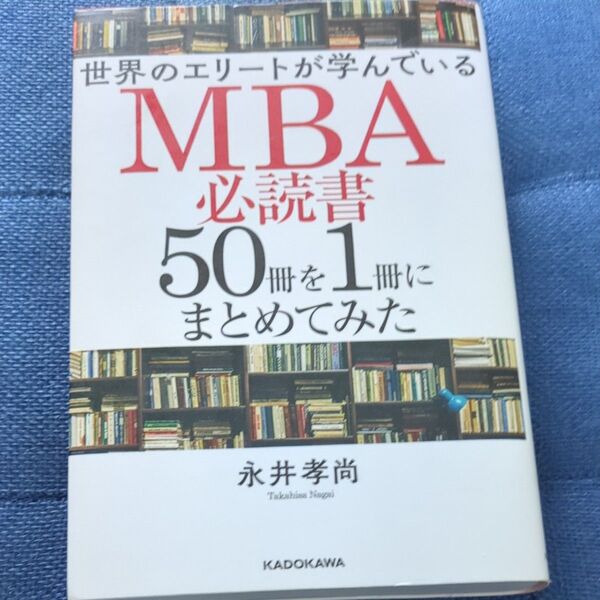 世界のエリートが学んでいる
MBA
必読書
50冊を1冊に
まとめてみた
永井孝尚
Takahisa Nagai
KADOKAWA